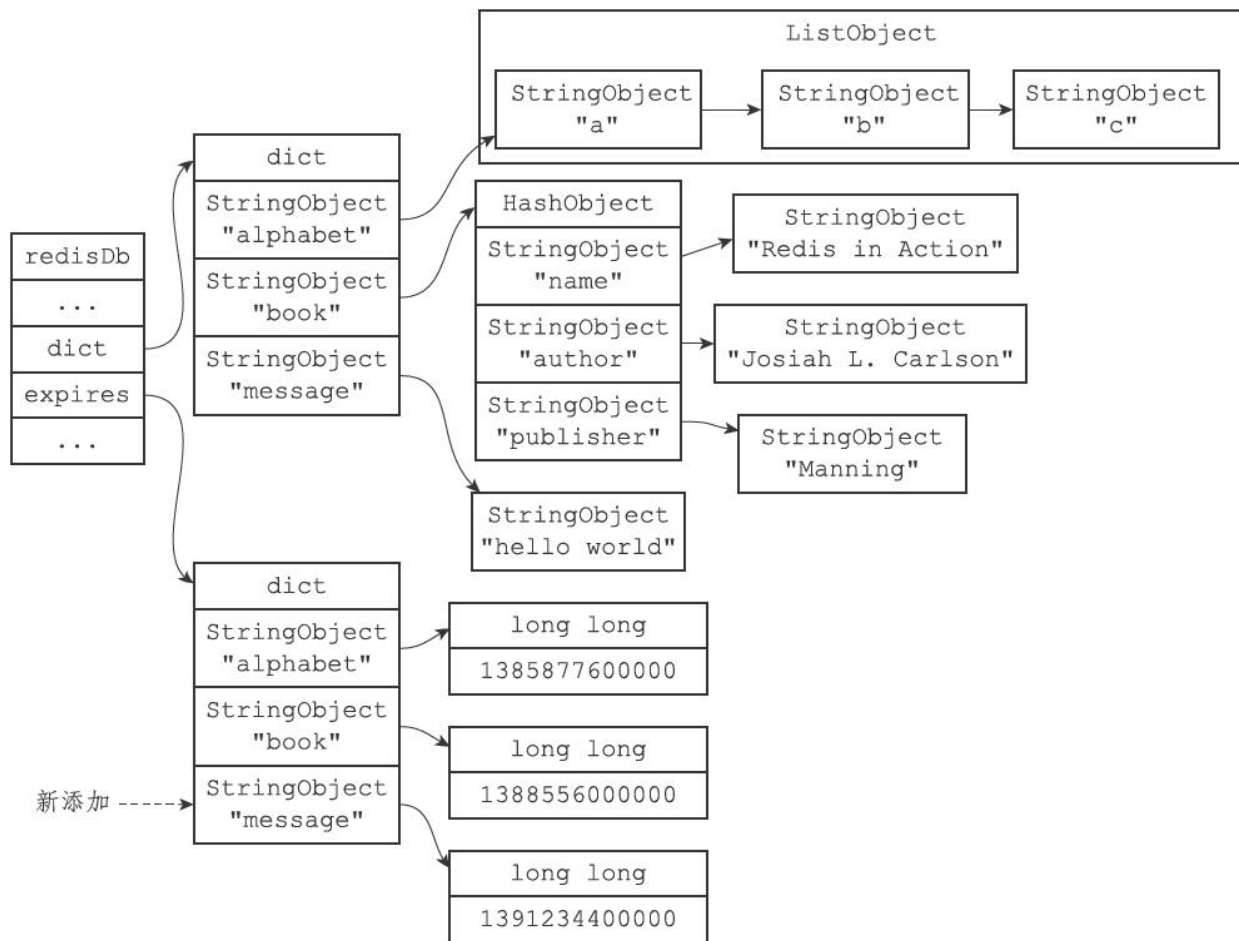 ListObject
StringObject
"a"
StringObject
"b"
StringObject
"c"
redisDb
...
dict
expires
...
dict
StringObject
"alphabet"
StringObject
"book"
StringObject
"message"
HashObject
StringObject
"name"
StringObject
"author"
StringObject
"publisher"
StringObject
"Redis in Action"
StringObject
"Josiah L. Carlson"
StringObject
"Manning"
StringObject
"hello world"
dict
StringObject
"alphabet"
StringObject
"book"
StringObject
"message"
新添加
long long
1385877600000
long long
1388556000000
long long
1391234400000